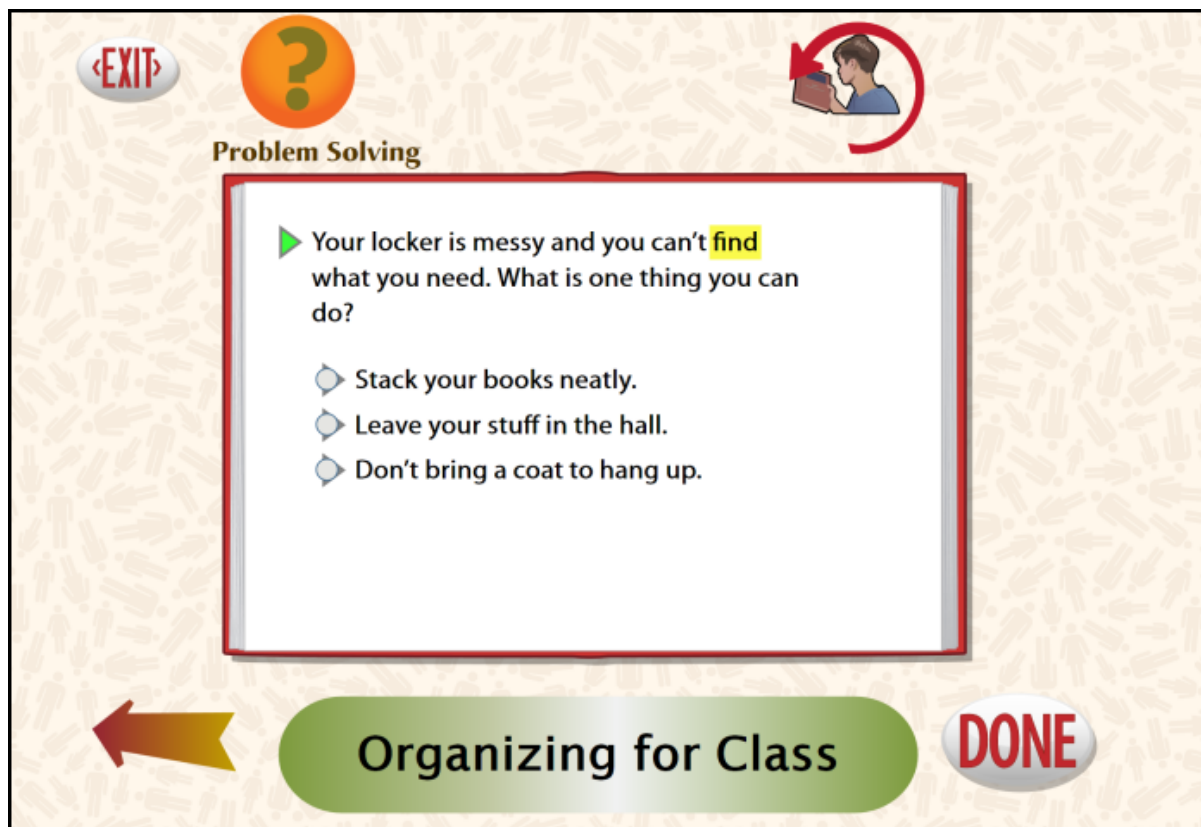 ‹EXIT›
?
Problem Solving
Your locker is messy and you can't find
what you need. What is one thing you can
do?
Stack your books neatly.
Leave your stuff in the hall.
Don't bring a coat to hang up.
Organizing for Class
DONE